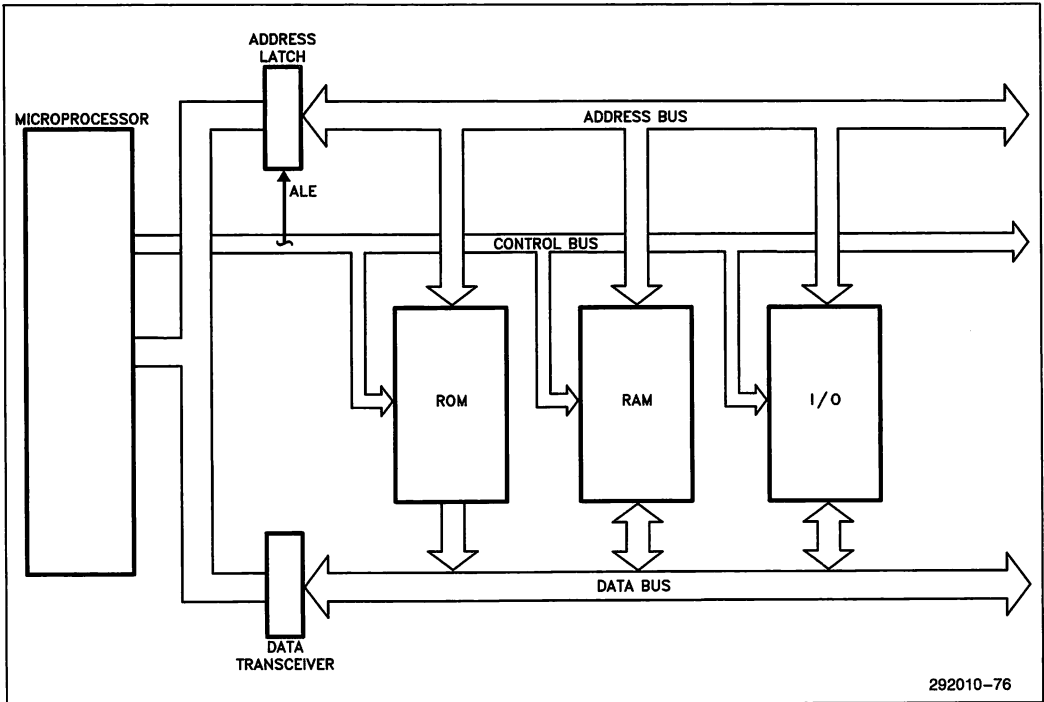 ADDRESS
LATCH
MICROPROCESSOR
ADDRESS BUS
ALE
CONTROL BUS
ROM
RAM
I/O
DATA BUS
DATA
TRANSCEIVER
292010-76